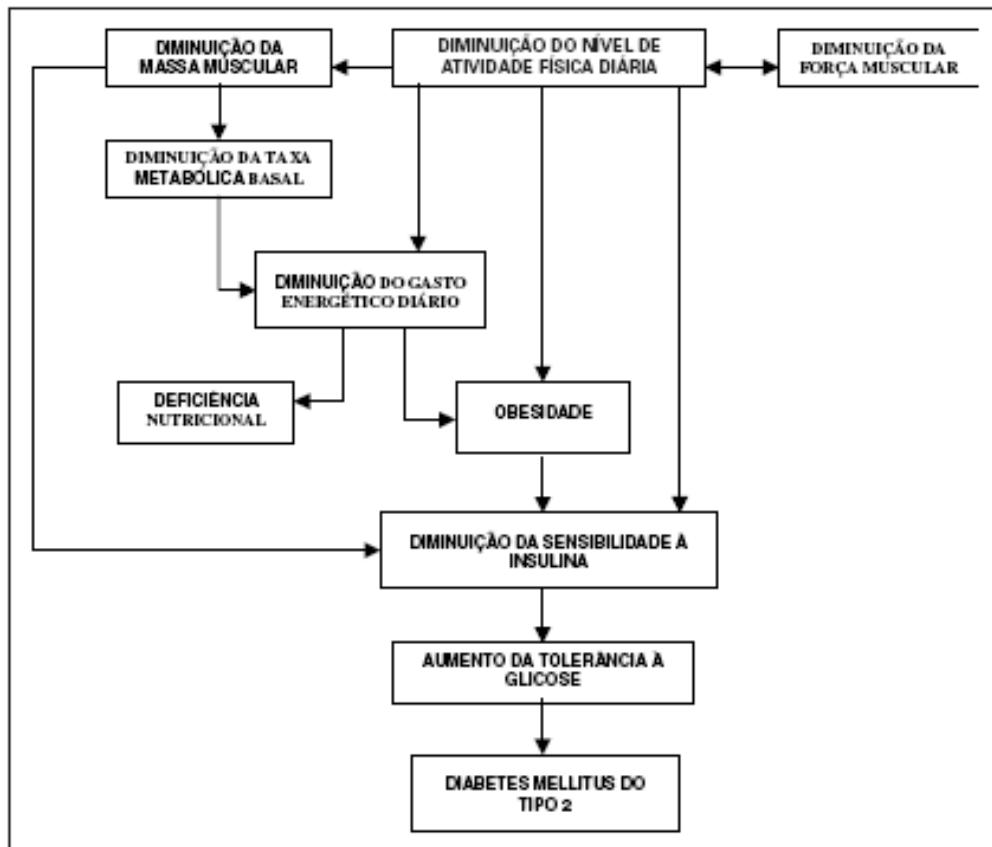 DIMINUIÇÃO DA
MASSA MUSCULAR
DIMINUIÇÃO DO NÍVEL DE
ATIVIDADE FÍSICA DIÁRIA
DIMINUIÇÃO DA
FORÇA MUSCULAR
DIMINUIÇÃO DA TAXA
METABÓLICA BASAL
DIMINUIÇÃO DO GASTO
ENERGÉTICO DIÁRIO
DEFICIÊNCIA
NUTRICIONAL
OBESIDADE
DIMINUIÇÃO DA SENSIBILIDADE À
INSULINA
AUMENTO DA TOLERÂNCIA À
GLICOSE
DIABETES MELLITUS DO
TIPO 2